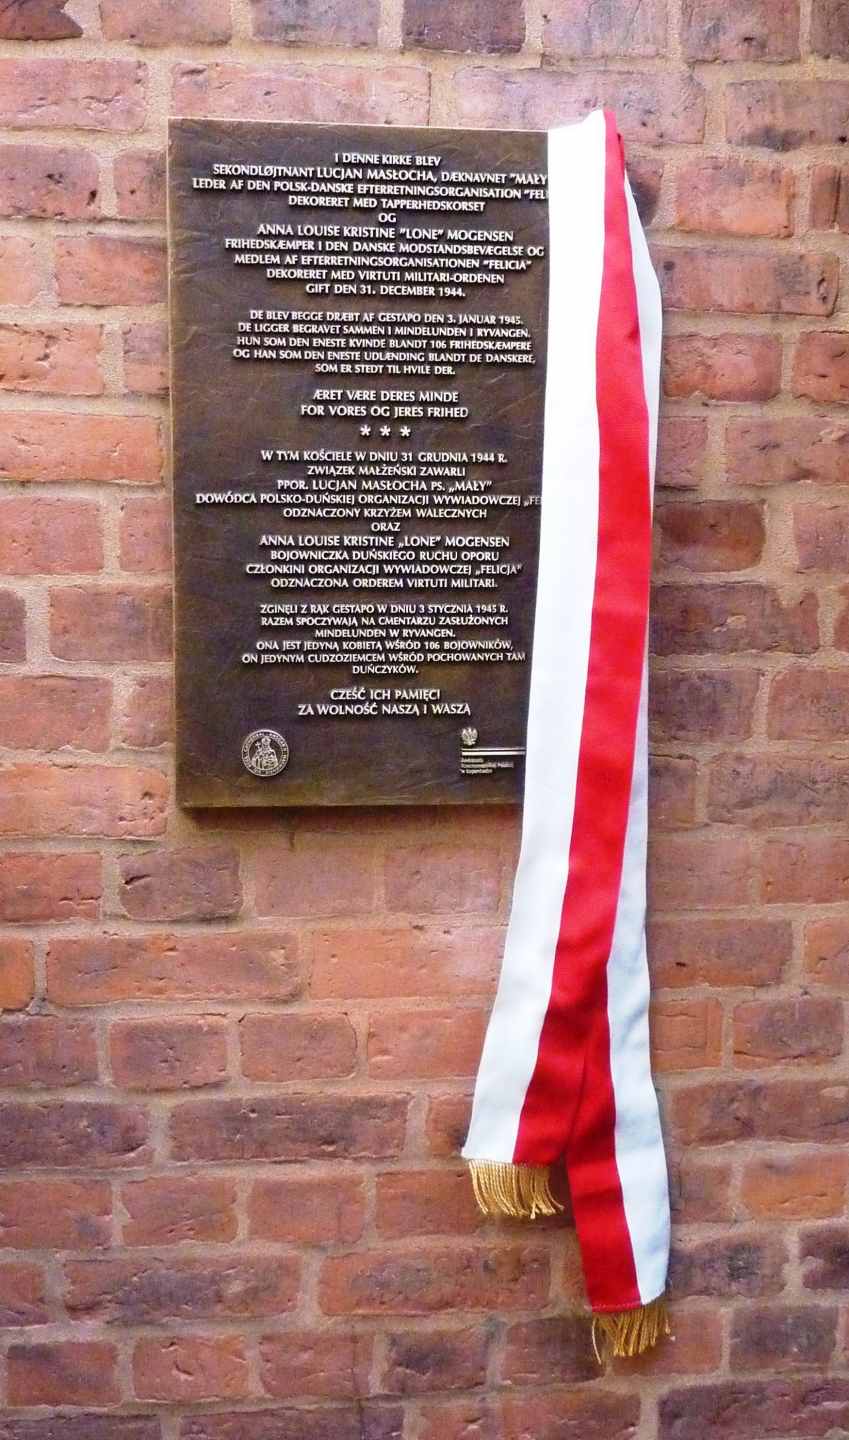 I DENNE KIRKE BLEV
SEKONDLØJTNANT LUCJAN MASŁOCHA, DÆKNAVNET ”MAŁY
LEDER AF DEN POLSK-DANSKE EFTERRETNINGSORGANISATION ”FELI
DEKORERET MED TAPPERHEDSKORSET
OG
ANNA LOUISE KRISTINE ”LONE” MOGENSEN
FRIHEDSKÆMPER I DEN DANSKE MODSTANDSBEVÆGELSE OG
MEDLEM AF EFTERRETNINGSORGANISATIONEN ”FELICIA”
DEKORERET MED VIRTUTI MILITARI-ORDENEN
GIFT DEN 31. DECEMBER 1944.
DE BLEV BEGGE DRÆBT AF GESTAPO DEN 3. JANUAR 1945.
DE LIGGER BEGRAVET SAMMEN I MINDELUNDEN I RYVANGEN.
HUN SOM DEN ENESTE KVINDE BLANDT 106 FRIHEDSKÆMPERE
OG HAN SOM DEN ENESTE UDLÆNDING BLANDT DE DANSKERE,
SOM ER STEDT TIL HVILE DER.
ÆRET VÆRE DERES MINDE
FOR VORES OG JERES FRIHED
* * *
W TYM KOŚCIELE W DNIU 31 GRUDNIA 1944 R.
ZWIĄZEK MAŁŻEŃSKI ZAWARLI
PPOR. LUCJAN MASŁOCHA PS. „MAŁY”
DOWÓDCA POLSKO-DUŃSKIEJ ORGANIZACJI WYWIADOWCZEJ „FE
ODZNACZONY KRZYŻEM WALECZNYCH
ORAZ
ANNA LOUISE KRISTINE „LONE” MOGENSEN
BOJOWNICZKA DUŃSKIEGO RUCHU OPORU
CZŁONKINI ORGANIZACJI WYWIADOWCZEJ „FELICJA”
ODZNACZONA ORDEREM VIRTUTI MILITARI.
ZGINĘLI Z RĄK GESTAPO W DNIU 3 STYCZNIA 1945 R.
RAZEM SPOCZYWAJĄ NA CMENTARZU ZASŁUŻONYCH
MINDELUNDEN W RYVANGEN.
ONA JEST JEDYNĄ KOBIETĄ WŚRÓD 106 BOJOWNIKÓW,
ON JEDYNYM CUDZOZIEMCEM WŚRÓD POCHOWANYCH TAM
DUŃCZYKÓW.
CZEŚĆ ICH PAMIĘCI
ZA WOLNOŚĆ NASZĄ I WASZĄ
Ambasada
Rzeczypospolitej Polskiej
w Kopenhadze